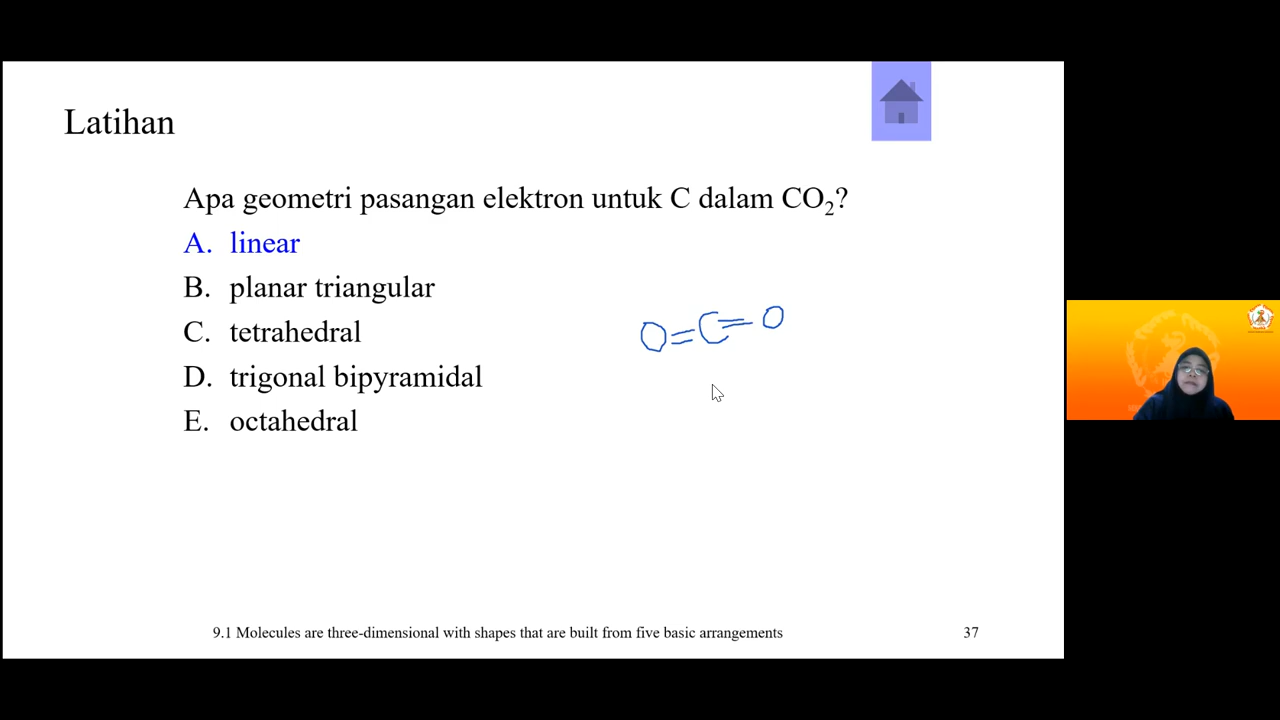 Latihan
Apa geometri pasangan elektron untuk C dalam CO₂?
A. linear
B. planar triangular
C. tetrahedral
D. trigonal bipyramidal
E. octahedral
O=C=O
9.1 Molecules are three-dimensional with shapes that are built from five basic arrangements
37